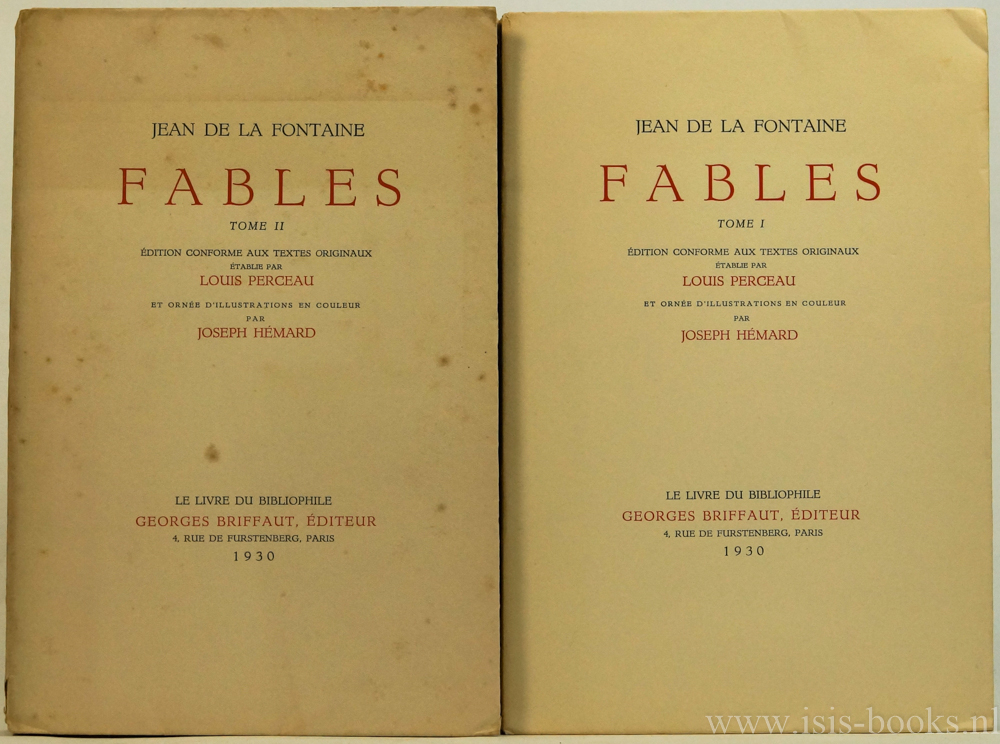 JEAN DE LA FONTAINE
FABLES
TOME II
ÉDITION CONFORME AUX TEXTES ORIGINAUX
ÉTABLIE PAR
LOUIS PERCEAU
ET ORNÉE D'ILLUSTRATIONS EN COULEUR
PAR
JOSEPH HÉMARD
LE LIVRE DU BIBLIOPHILE
GEORGES BRIFFAUT, ÉDITEUR
4, RUE DE FURSTENBERG, PARIS
1930
JEAN DE LA FONTAINE
FABLES
TOME I
ÉDITION CONFORME AUX TEXTES ORIGINAUX
ÉTABLIE PAR
LOUIS PERCEAU
ET ORNÉE D'ILLUSTRATIONS EN COULEUR
PAR
JOSEPH HÉMARD
LE LIVRE DU BIBLIOPHILE
GEORGES BRIFFAUT, ÉDITEUR
4, RUE DE FURSTENBERG, PARIS
1930
www.isis-books.nl